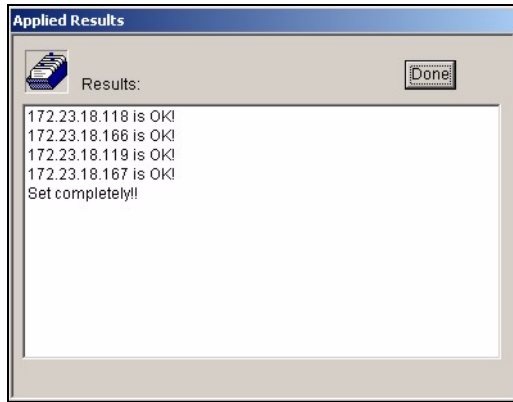 Applied Results
Results:
Done
172.23.18.118 is OK!
172.23.18.166 is OK!
172.23.18.119 is OK!
172.23.18.167 is OK!
Set completely!!